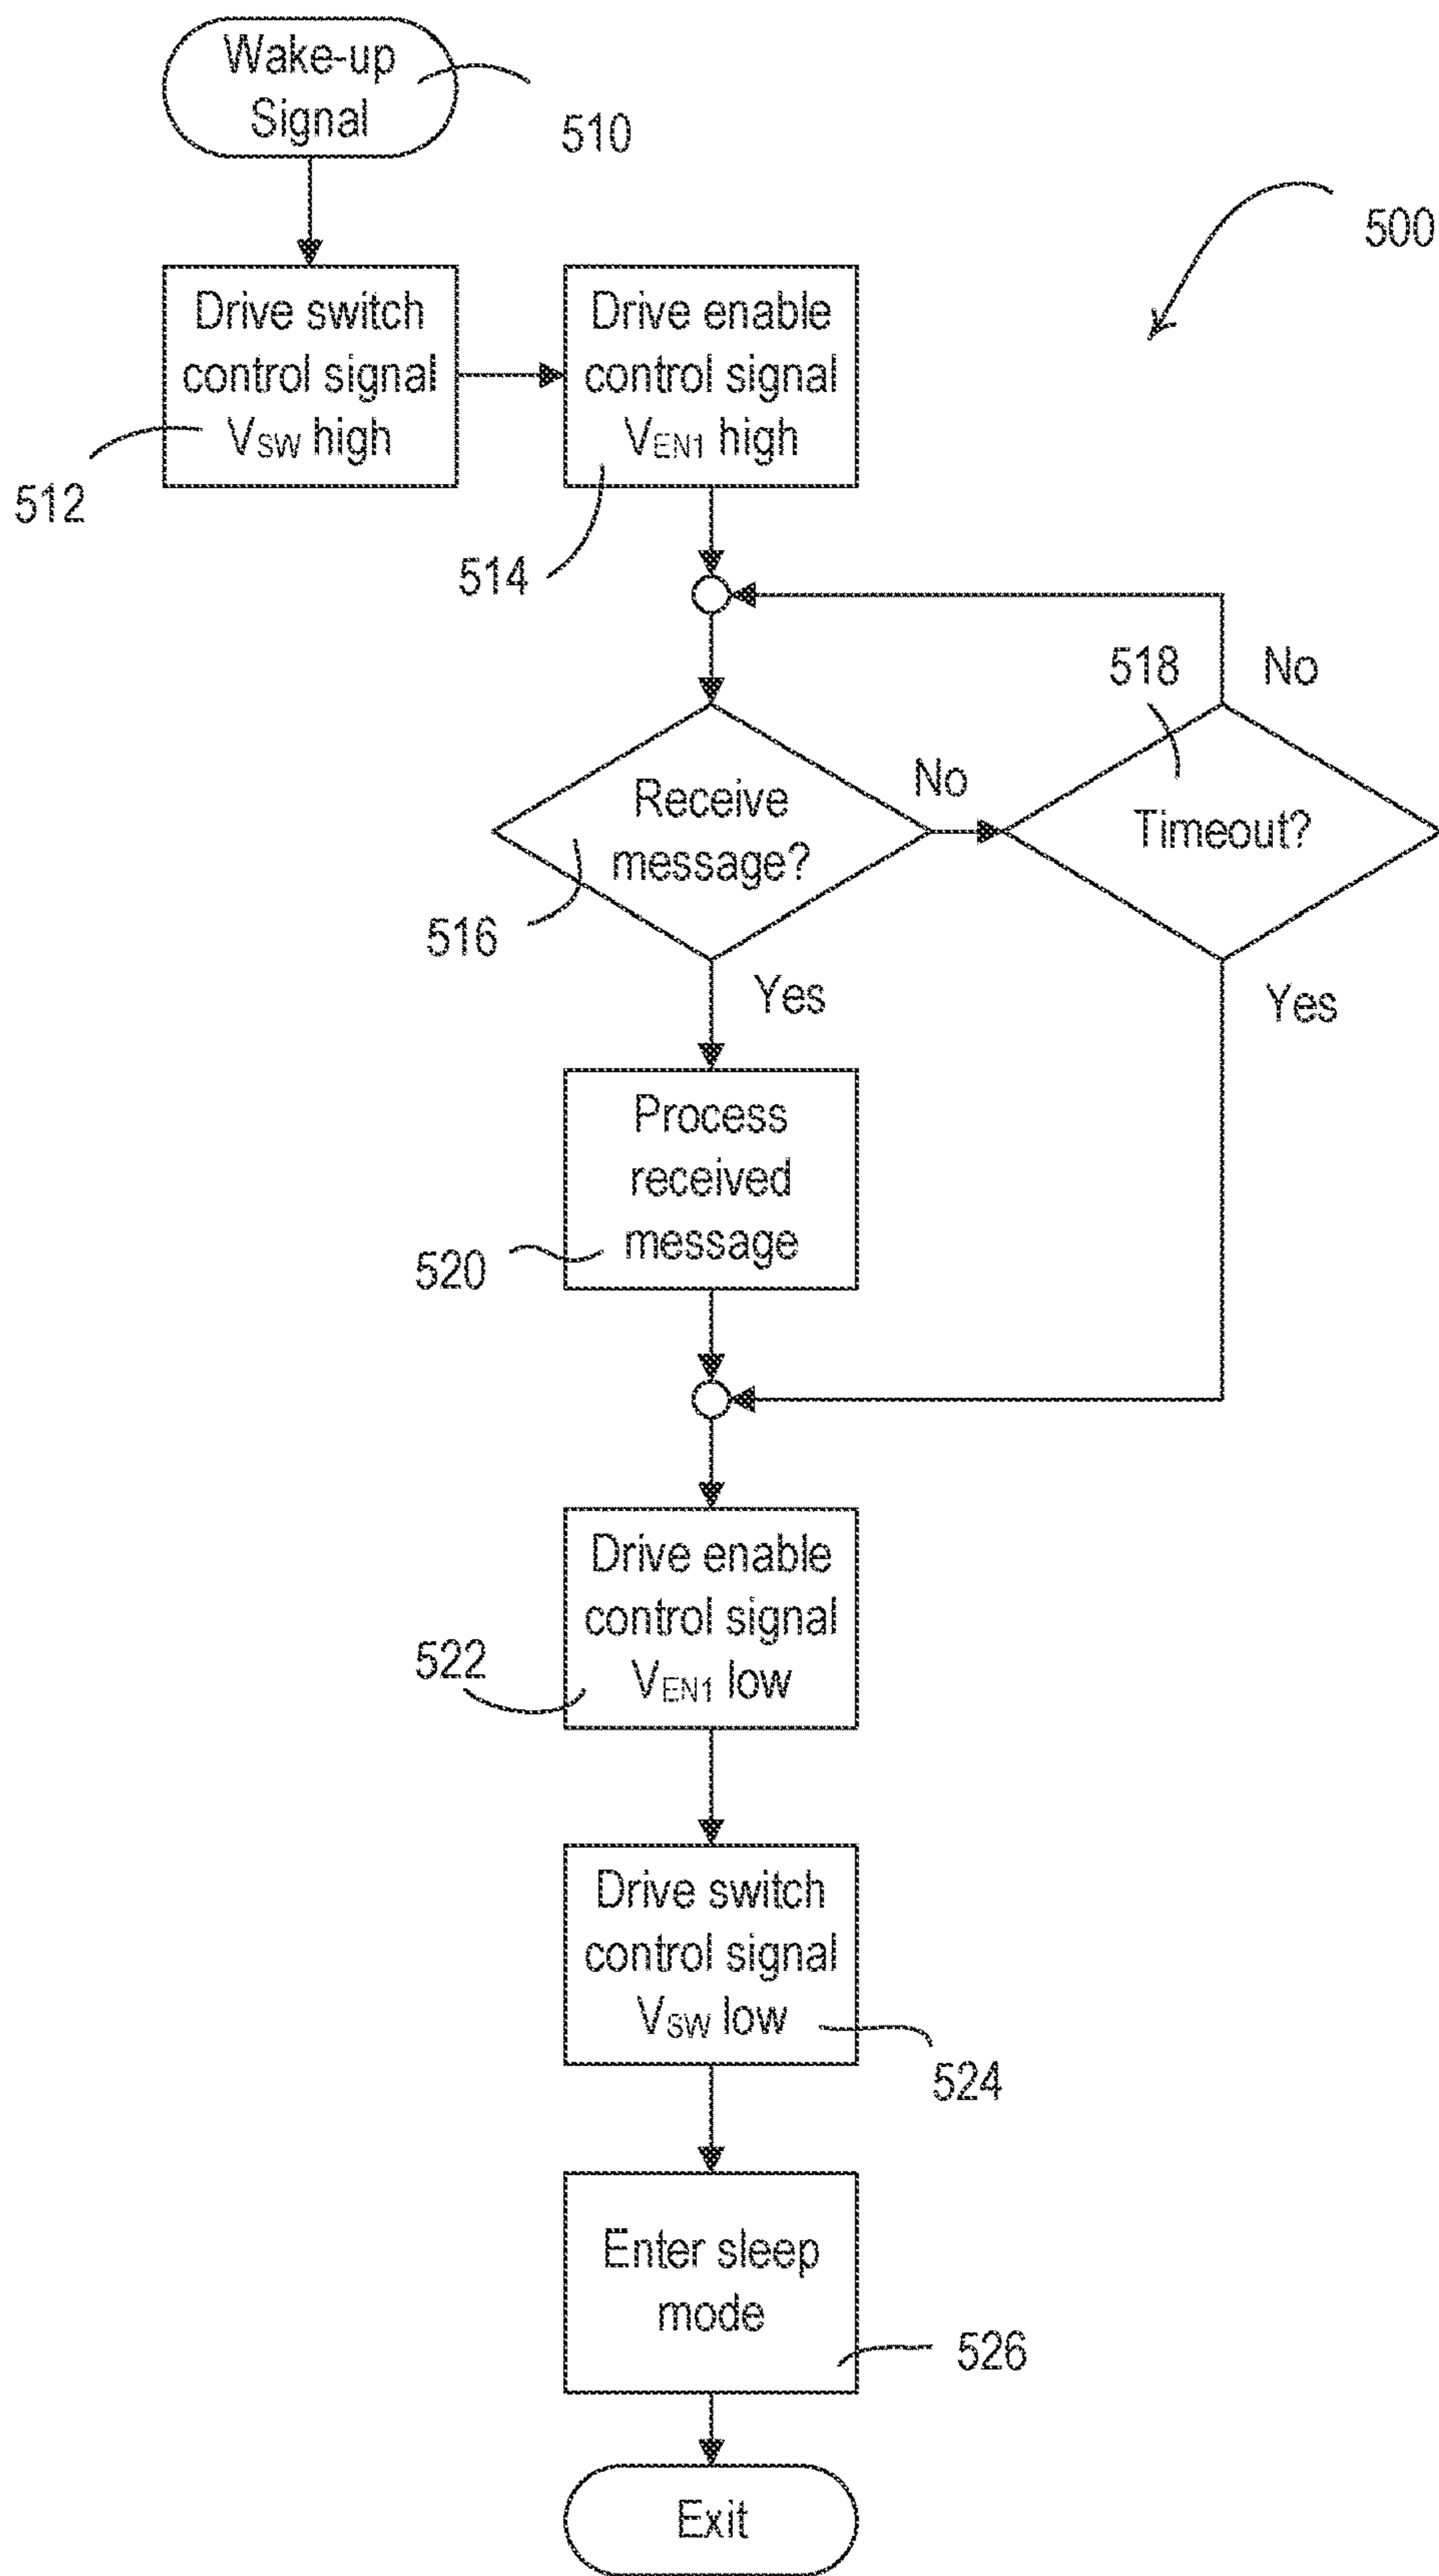 Wake-up
Signal
510
500
Drive switch
control signal
VSW high
512
Drive enable
control signal
VEN1 high
514
518
No
Receive
message?
No
Timeout?
516
Yes
Yes
Process
received
message
520
Drive enable
control signal
VEN1 low
522
Drive switch
control signal
VSW low
524
Enter sleep
mode
526
Exit